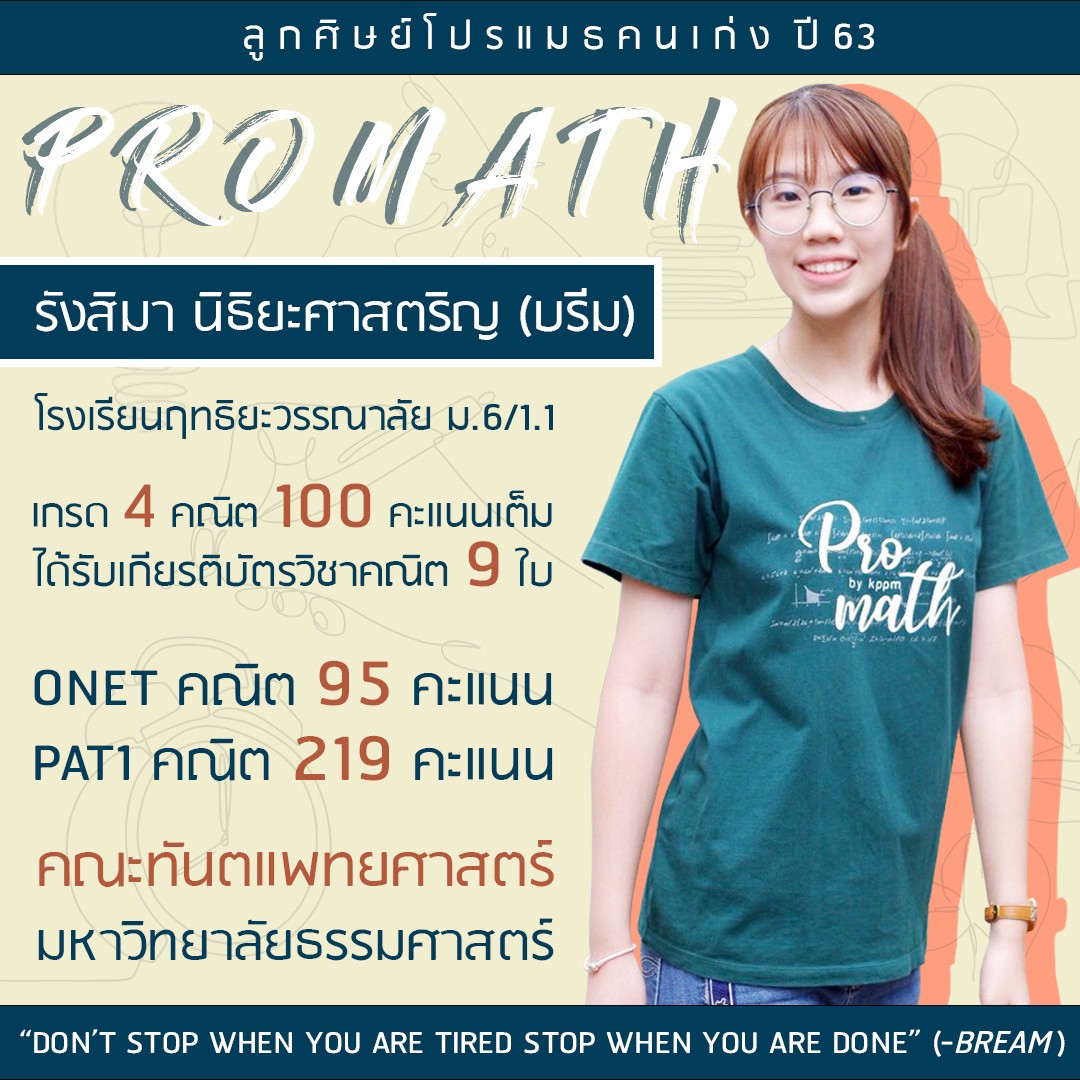 ลูกศิษย์โปรแมธคนเก่ง ปี 63
PROMATH
รังสิมา นิธิยะศาสตริญ (บรีม)
โรงเรียนฤทธิยะวรรณาลัย ม.6/1.1
เกรด 4 คณิต 100 คะแนนเต็ม
ได้รับเกียรติบัตรวิชาคณิต 9 ใบ
ONET คณิต 95 คะแนน
PAT1 คณิต 219 คะแนน
คณะทันตแพทยศาสตร์
มหาวิทยาลัยธรรมศาสตร์
Pro
by kppm
math
"DON'T STOP WHEN YOU ARE TIRED STOP WHEN YOU ARE DONE" (-BREAM)